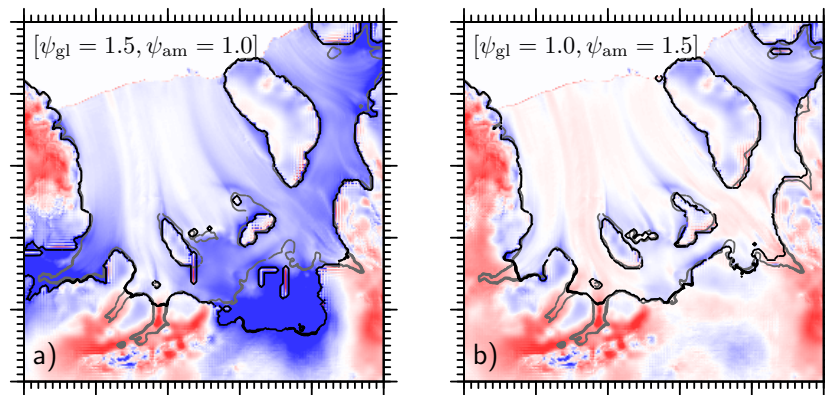 [ψgl = 1.5, ψam = 1.0]
[ψgl = 1.0, ψam = 1.5]
a)
b)